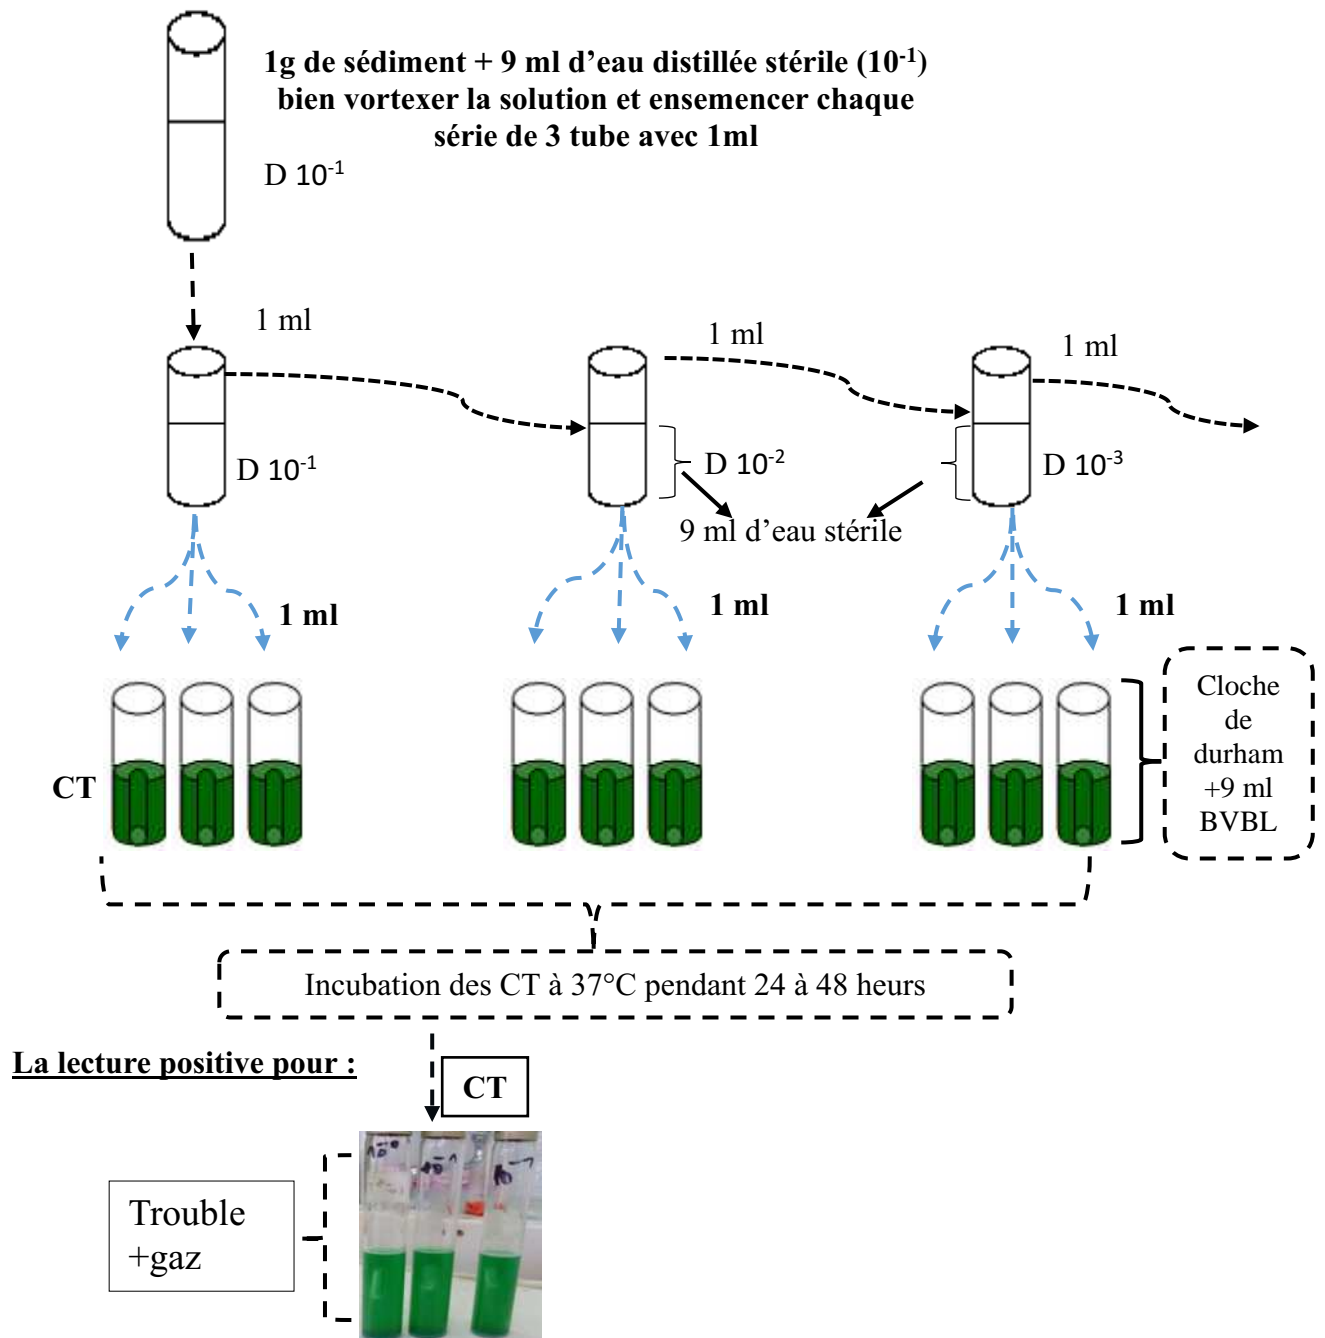 1g de sédiment + 9 ml d’eau distillée stérile (10⁻¹)
bien vortexer la solution et ensemencer chaque
série de 3 tube avec 1ml
D 10⁻¹
1 ml
1 ml
1 ml
D 10⁻¹
D 10⁻²
D 10⁻³
9 ml d’eau stérile
1 ml
1 ml
1 ml
CT
Cloche
de
durham
+9 ml
BVBL
Incubation des CT à 37°C pendant 24 à 48 heurs
La lecture positive pour :
CT
Trouble
+gaz